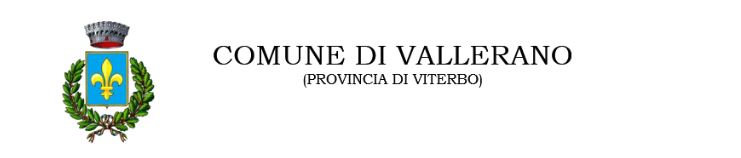 COMUNE DI VALLERANO
(PROVINCIA DI VITERBO)